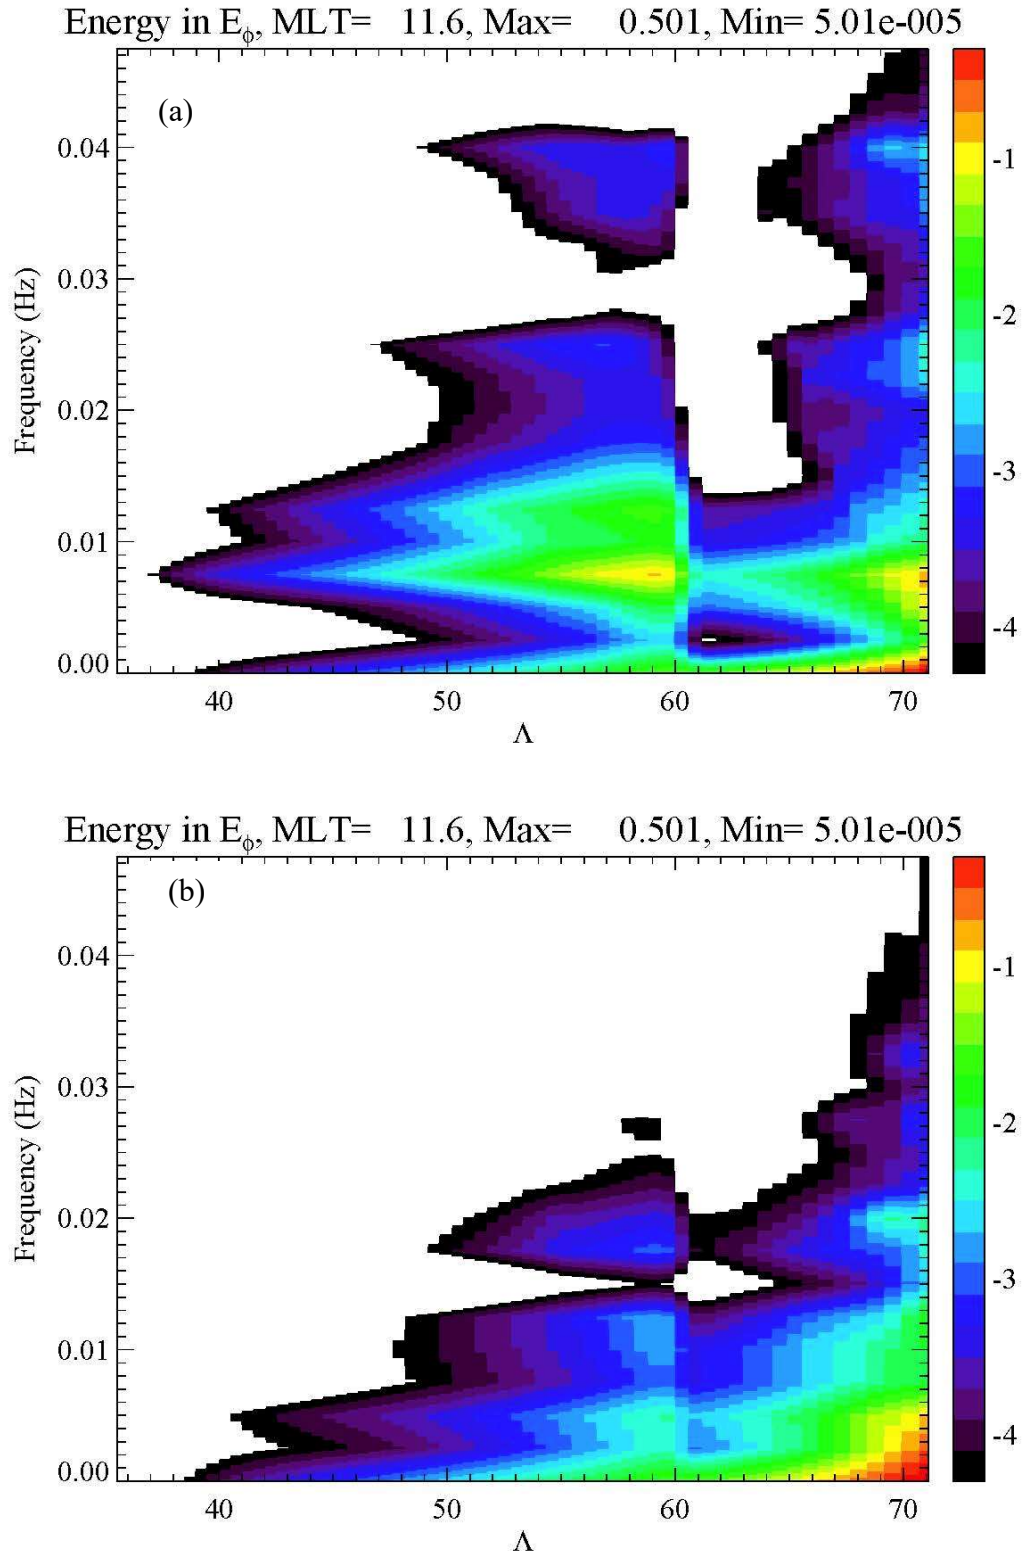 Energy in E_ϕ, MLT= 11.6, Max= 0.501, Min= 5.01e-005
(a)
0.04
0.03
0.02
0.01
0.00
Frequency (Hz)
40 50 60 70
Λ
-1
-2
-3
-4
Energy in E_ϕ, MLT= 11.6, Max= 0.501, Min= 5.01e-005
(b)
0.04
0.03
0.02
0.01
0.00
Frequency (Hz)
40 50 60 70
Λ
-1
-2
-3
-4